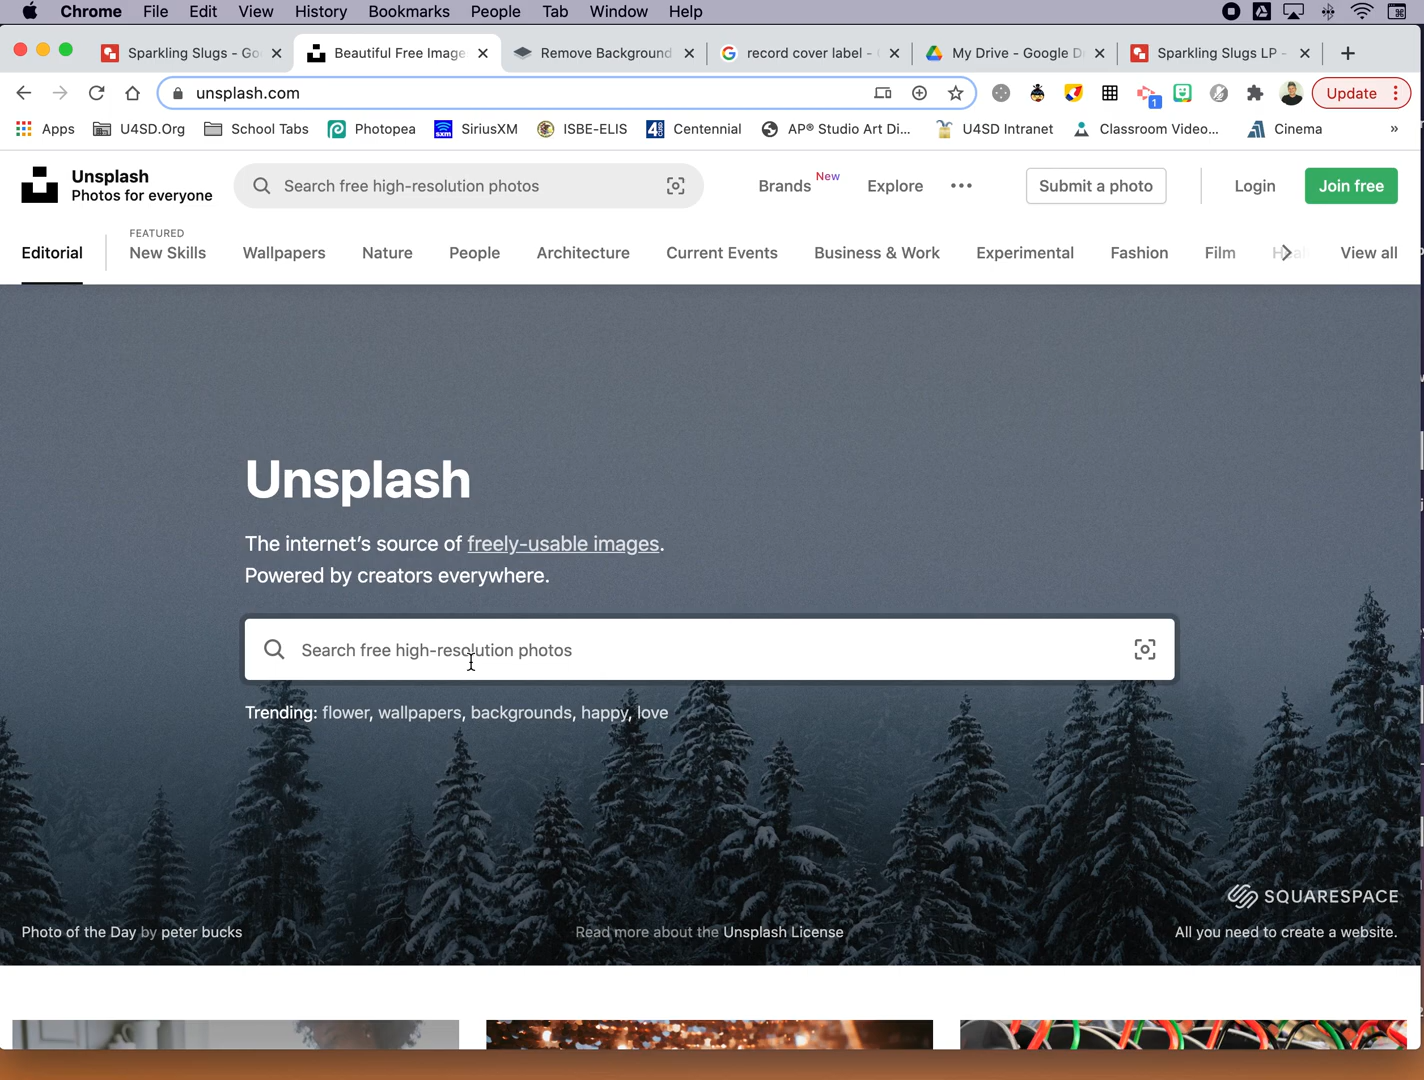 Chrome File Edit View History Bookmarks People Tab Window Help
Sparkling Slugs - Go
Beautiful Free Image
Remove Background
record cover label -
My Drive - Google D
Sparkling Slugs LP -
unsplash.com
1
Update
Apps U4SD.Org School Tabs Photopea SiriusXM ISBE-ELIS Centennial AP® Studio Art Di... U4SD Intranet Classroom Video... Cinema »
Unsplash
Photos for everyone
Search free high-resolution photos
Brands New Explore Submit a photo Login Join free
FEATURED
Editorial New Skills Wallpapers Nature People Architecture Current Events Business & Work Experimental Fashion Film View all
Unsplash
The internet's source of freely-usable images.
Powered by creators everywhere.
Search free high-resolution photos
Trending: flower, wallpapers, backgrounds, happy, love
SQUARESPACE
Photo of the Day by peter bucks
Read more about the Unsplash License
All you need to create a website.